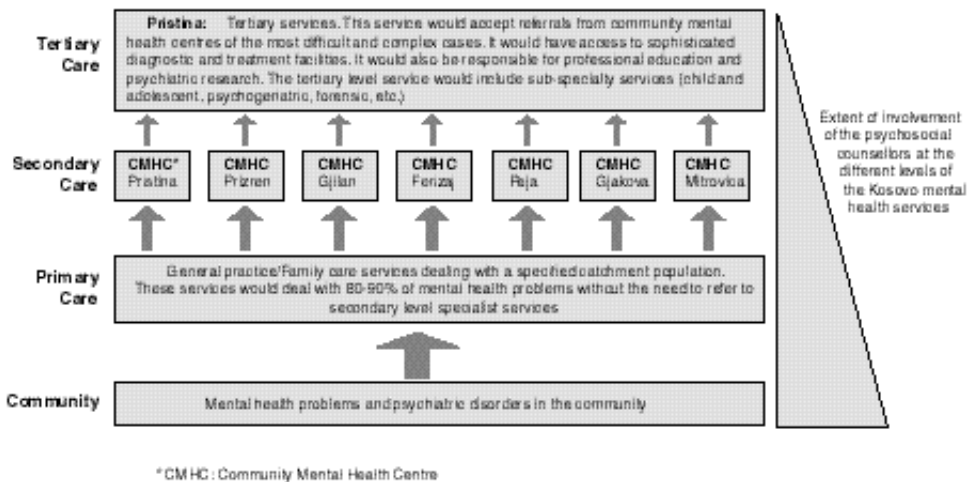 Tertiary
Care
Pristina: Tertiary services. This service would accept referrals from community mental
health centres of the most difficult and complex cases. It would have access to sophisticated
diagnostic and treatment facilities. It would also be responsible for professional education and
psychiatric research. The tertiary level service would include sub-specialty services (child and
adolescent, psychogeriatric, forensic, etc.)
Secondary
Care
CMHC*
Pristina
CMHC
Prizren
CMHC
Gjilan
CMHC
Ferizaj
CMHC
Peja
CMHC
Gjakova
CMHC
Mitrovica
Primary
Care
General practice/Family care services dealing with a specified catchment population.
These services would deal with 80-90% of mental health problems without the need to refer to
secondary level specialist services
Community
Mental health problems and psychiatric disorders in the community
Extent of involvement
of the psychosocial
counsellors at the
different levels of
the Kosovo mental
health services
*CMHC: Community Mental Health Centre